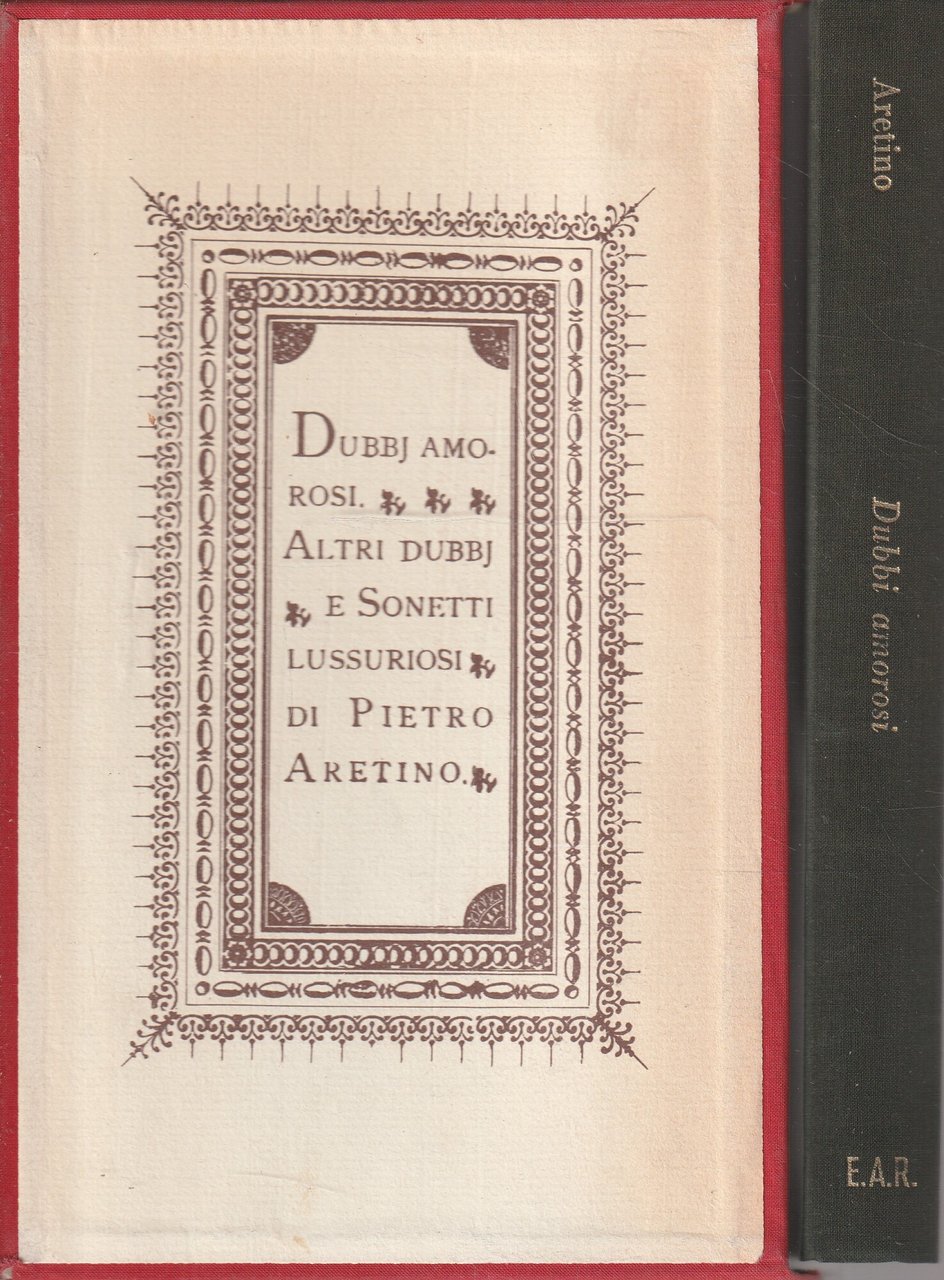 DUBBJ AMO-
ROSI.
ALTRI DUBBJ
E SONETTI
LUSSURIOSI
DI PIETRO
ARETINO.
Aretino
Dubbi amorosi
E.A.R.